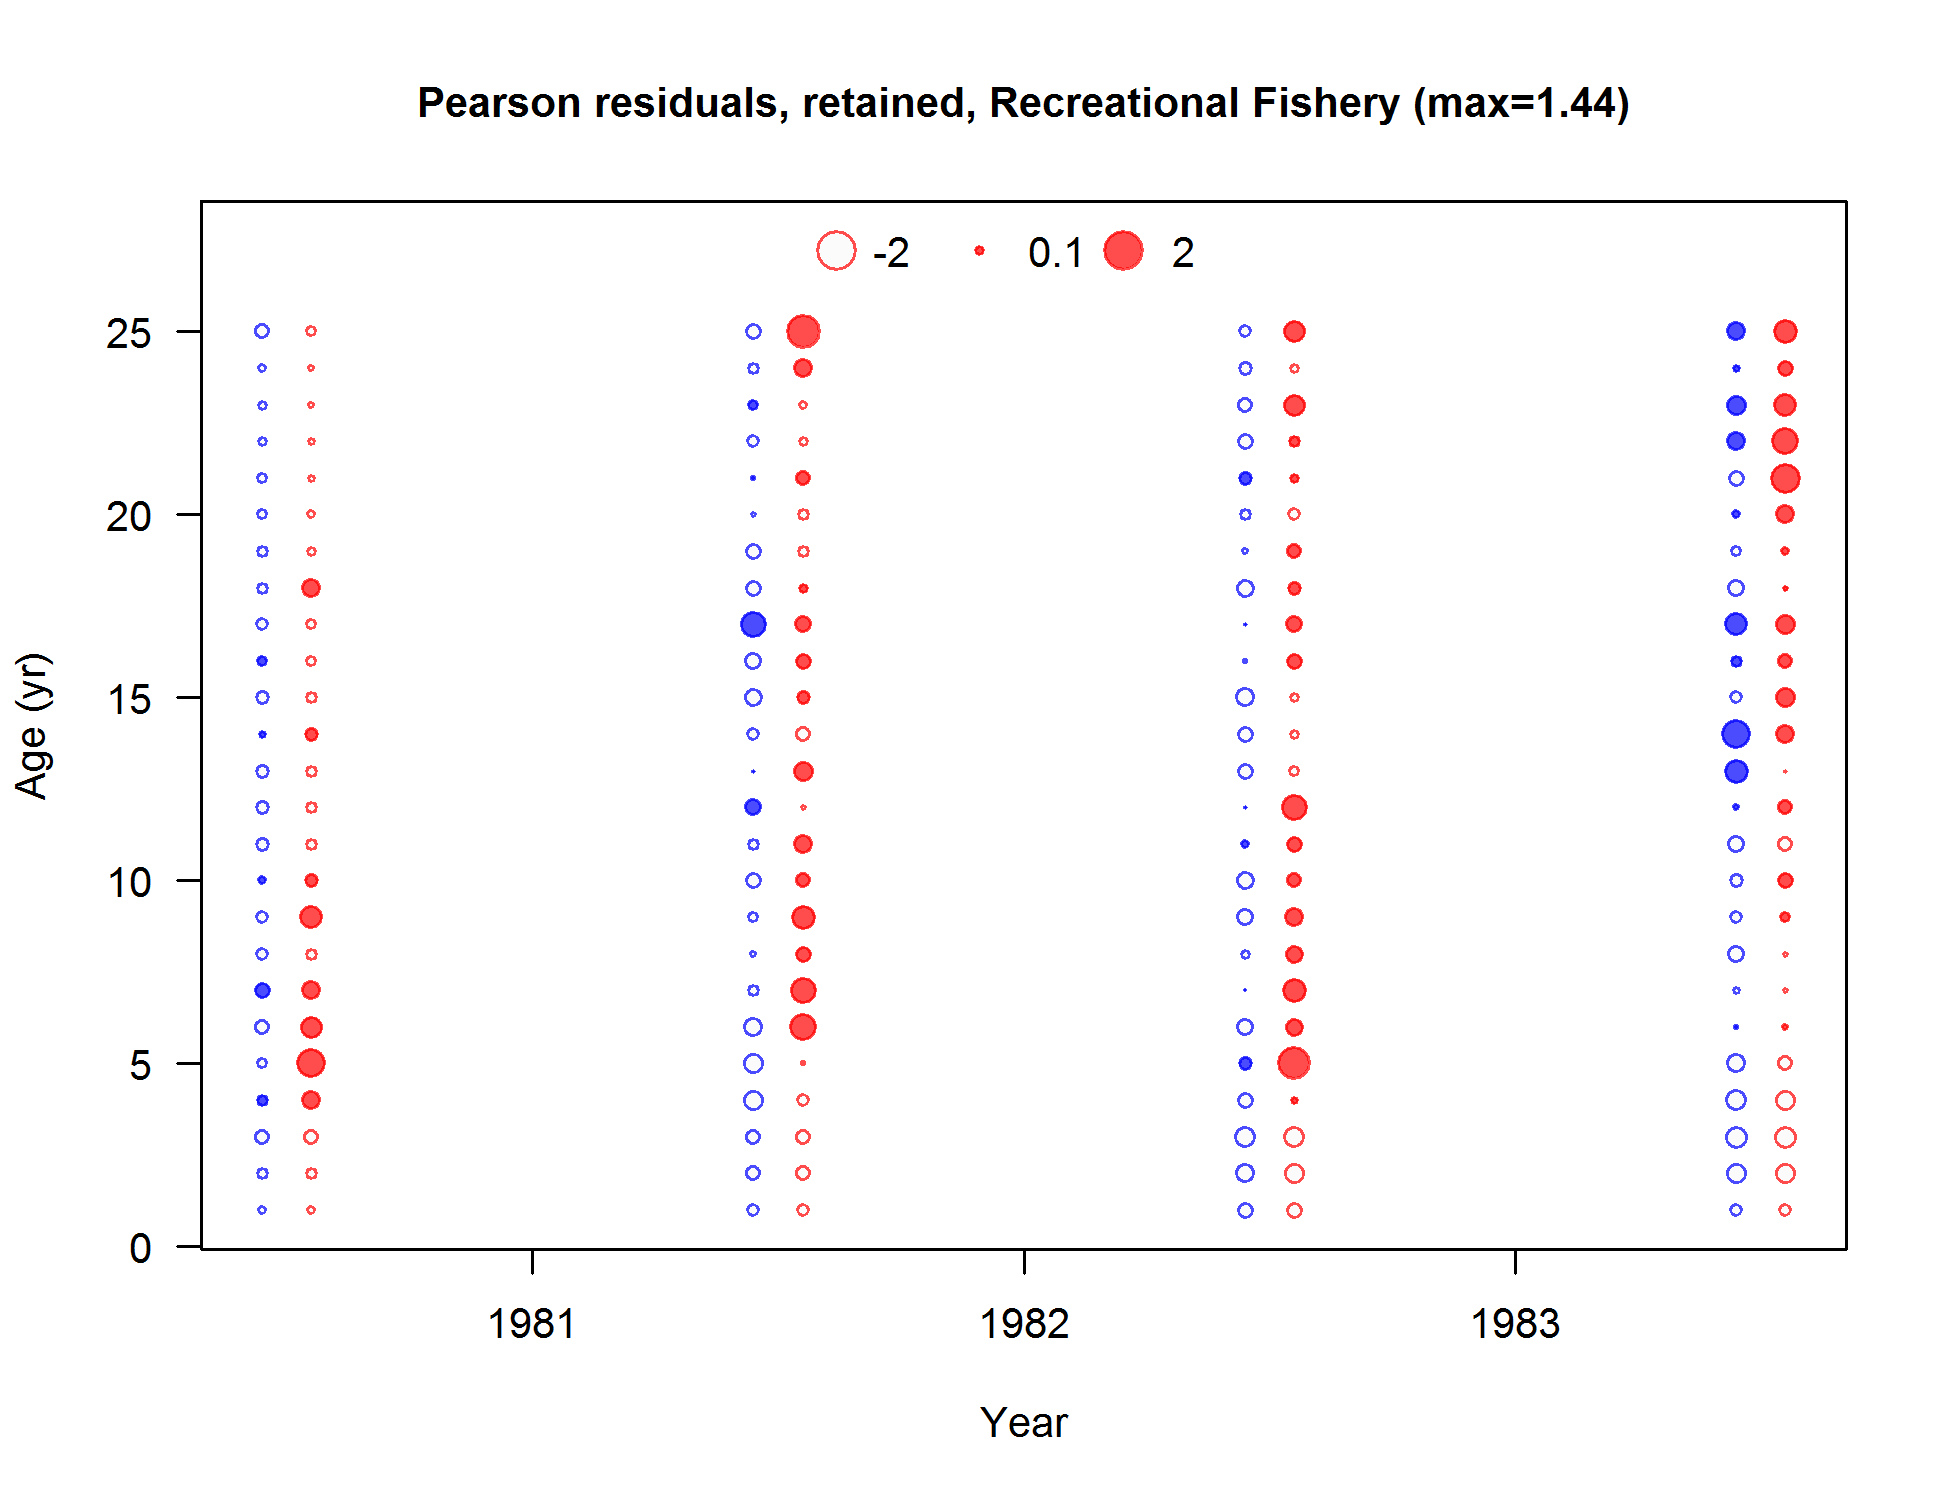 Pearson residuals, retained, Recreational Fishery (max=1.44)
-2 0.1 2
25
20
15
10
5
0
Age (yr)
1981 1982 1983
Year